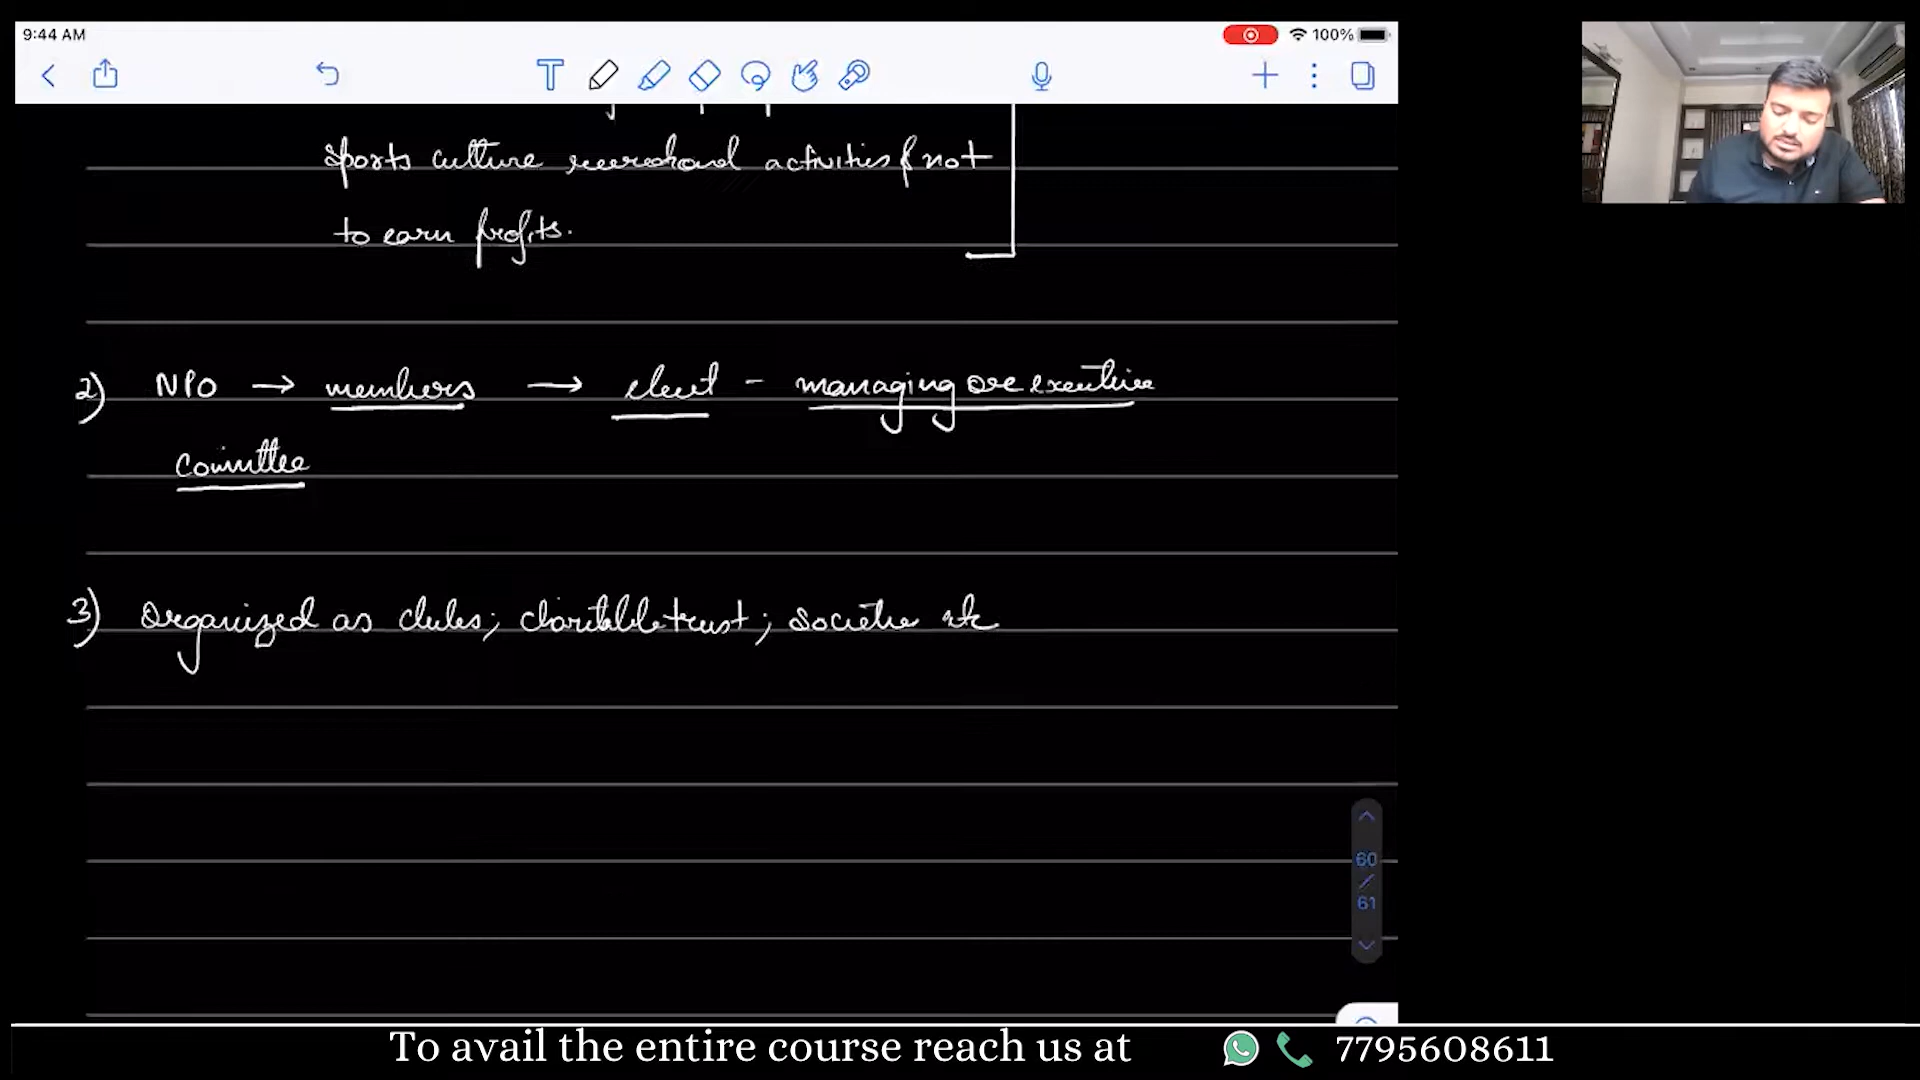 9:44 AM
100%
sports culture recreational activities & not
to earn profits.
2) NPO → members → elect - managing or executive
committee
3) Organized as clubs; charitable trust; societies etc
60
/
61
To avail the entire course reach us at 7795608611